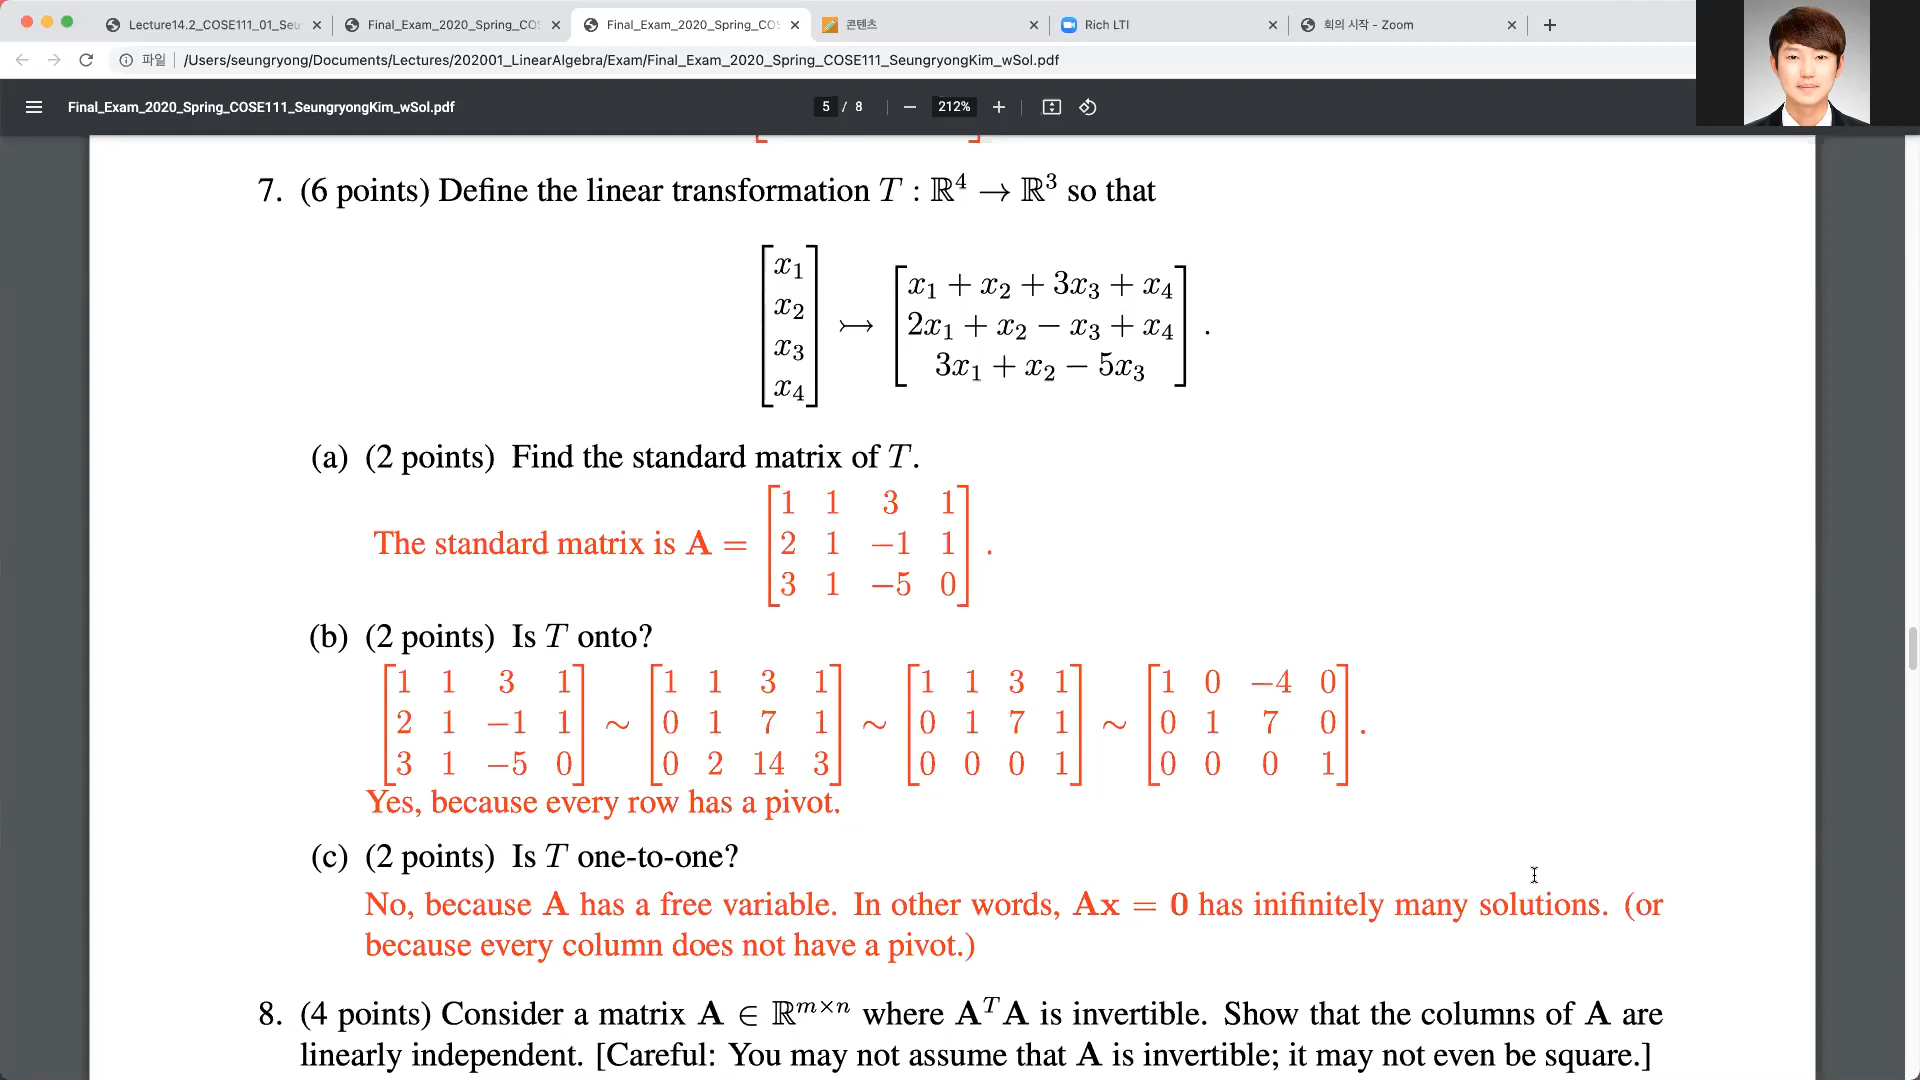 Lecture14.2_COSE111_01_Seu
Final_Exam_2020_Spring_COS
Final_Exam_2020_Spring_COS
콘텐츠
Rich LTI
회의 시작 - Zoom
파일
/Users/seungryong/Documents/Lectures/202001_LinearAlgebra/Exam/Final_Exam_2020_Spring_COSE111_SeungryongKim_wSol.pdf
Final_Exam_2020_Spring_COSE111_SeungryongKim_wSol.pdf
5 / 8
212%
7. (6 points) Define the linear transformation T : ℝ⁴ → ℝ³ so that
[x₁ x₂ x₃ x₄] ↣ [x₁ + x₂ + 3x₃ + x₄
2x₁ + x₂ − x₃ + x₄
3x₁ + x₂ − 5x₃].
(a) (2 points) Find the standard matrix of T.
The standard matrix is A = [1 1 3 1
2 1 −1 1
3 1 −5 0].
(b) (2 points) Is T onto?
[1 1 3 1 [1 1 3 1 [1 1 3 1 [1 0 −4 0
2 1 −1 1 ~ 0 1 7 1 ~ 0 1 7 1 ~ 0 1 7 0
3 1 −5 0] 0 2 14 3] 0 0 0 1] 0 0 0 1].
Yes, because every row has a pivot.
(c) (2 points) Is T one-to-one?
No, because A has a free variable. In other words, Ax = 0 has inifinitely many solutions. (or
because every column does not have a pivot.)
8. (4 points) Consider a matrix A ∈ ℝᵐˣⁿ where AᵀA is invertible. Show that the columns of A are
linearly independent. [Careful: You may not assume that A is invertible; it may not even be square.]